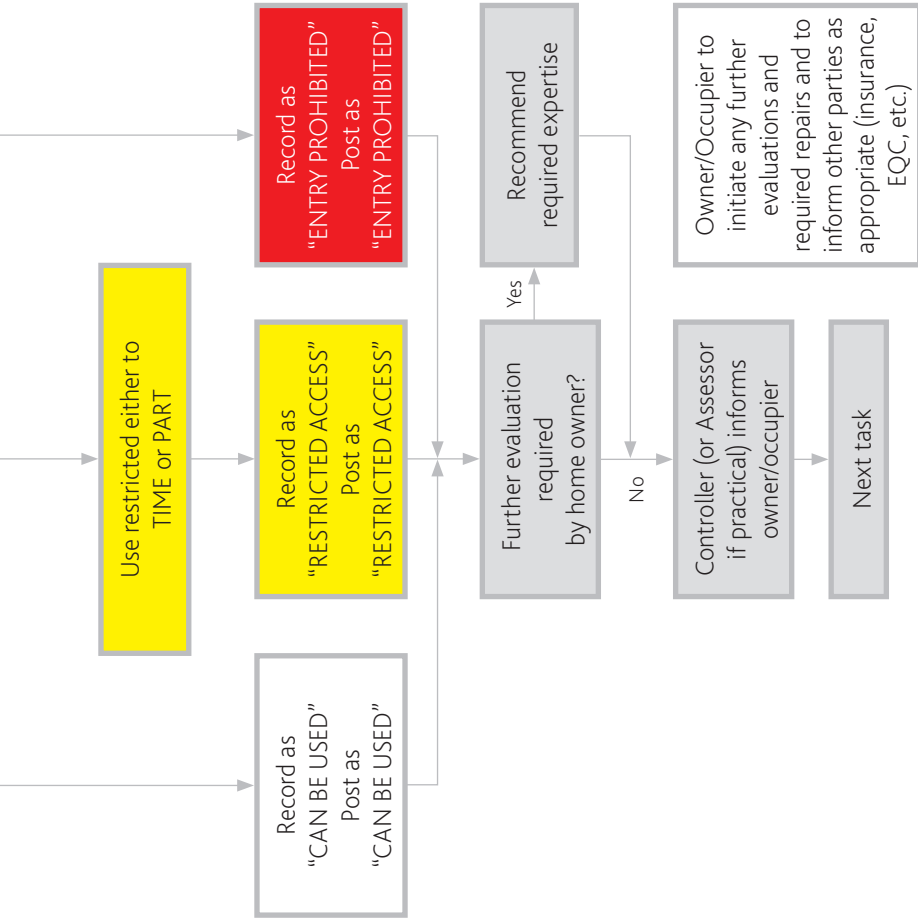 Use restricted either to
TIME or PART
Record as
“CAN BE USED”
Post as
“CAN BE USED”
Record as
“RESTRICTED ACCESS”
Post as
“RESTRICTED ACCESS”
Record as
“ENTRY PROHIBITED”
Post as
“ENTRY PROHIBITED”
Further evaluation
required
by home owner?
Yes
Recommend
required expertise
No
Controller (or Assessor
if practical) informs
owner/occupier
Owner/Occupier to
initiate any further
evaluations and
required repairs and to
inform other parties as
appropriate (insurance,
EQC, etc.)
Next task